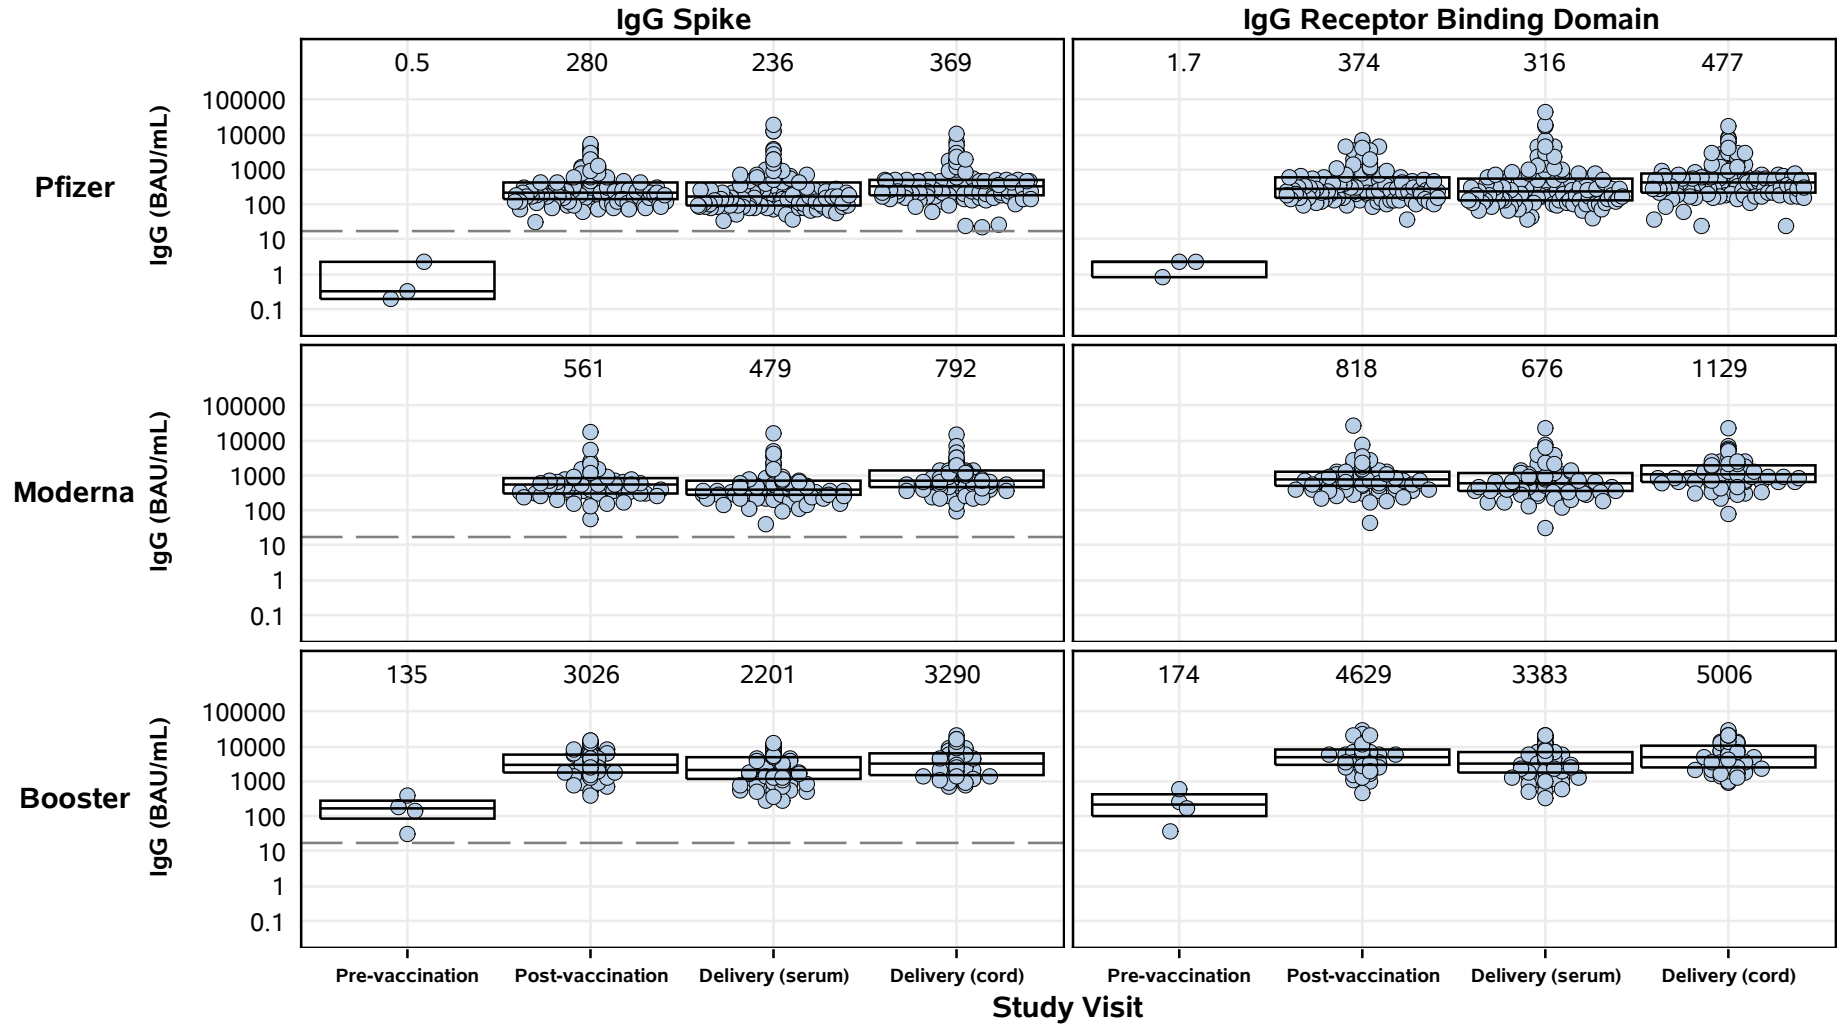 IgG Spike IgG Receptor Binding Domain
0.5 280 236 369 1.7 374 316 477
Pfizer
IgG (BAU/mL)
100000
10000
1000
100
10
1
0.1
561 479 792 818 676 1129
Moderna
IgG (BAU/mL)
100000
10000
1000
100
10
1
0.1
135 3026 2201 3290 174 4629 3383 5006
Booster
IgG (BAU/mL)
100000
10000
1000
100
10
1
0.1
Pre-vaccination Post-vaccination Delivery (serum) Delivery (cord) Pre-vaccination Post-vaccination Delivery (serum) Delivery (cord)
Study Visit